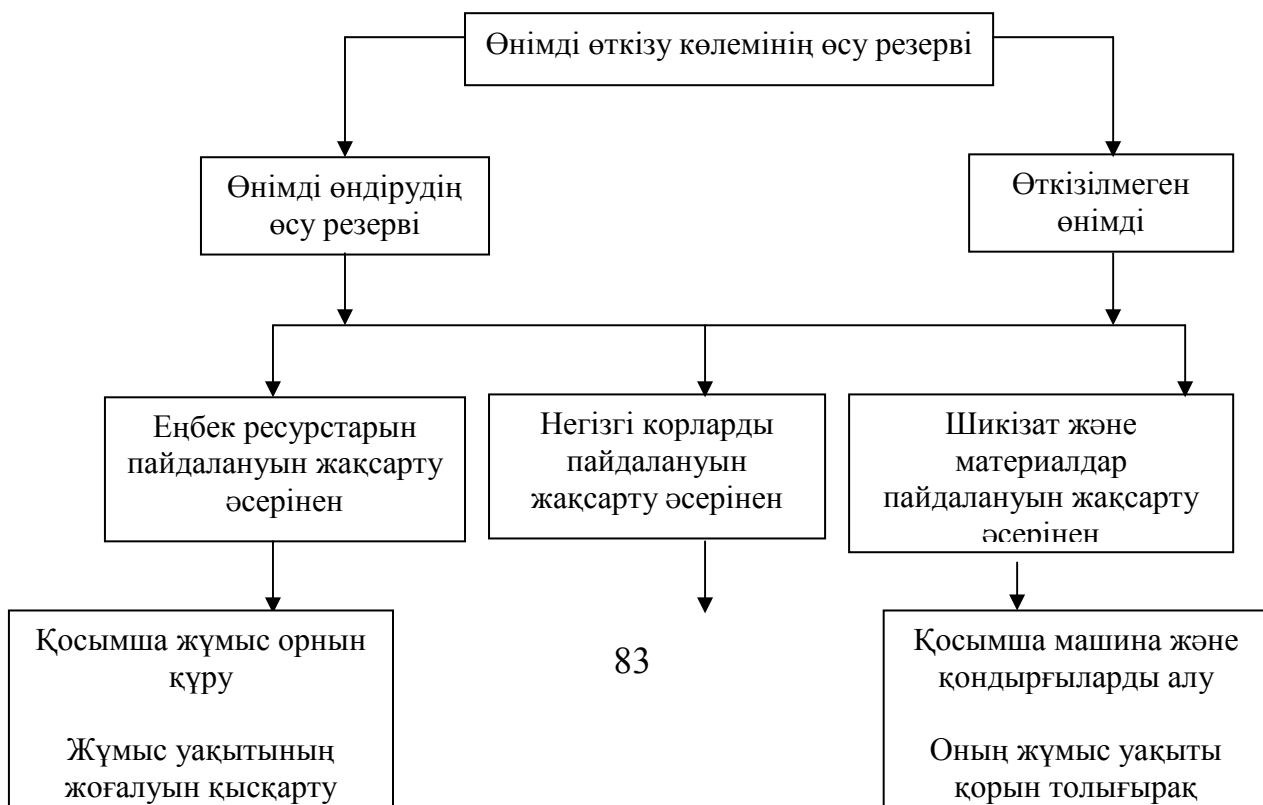 Өнімді өткізу көлемінің өсу резерві
Өнімді өндірудің
өсу резерві
Өткізілмеген
өнімді
Еңбек ресурстарын
пайдалануын жақсарту
әсерінен
Негізгі корларды
пайдалануын
жақсарту әсерінен
Шикізат және
материалдар
пайдалануын жақсарту
әсерінен
Қосымша жұмыс орнын
құру
Жұмыс уақытының
жоғалуын қысқарту
83
Қосымша машина және
қондырғыларды алу
Оның жұмыс уақыты
қорын толығырақ